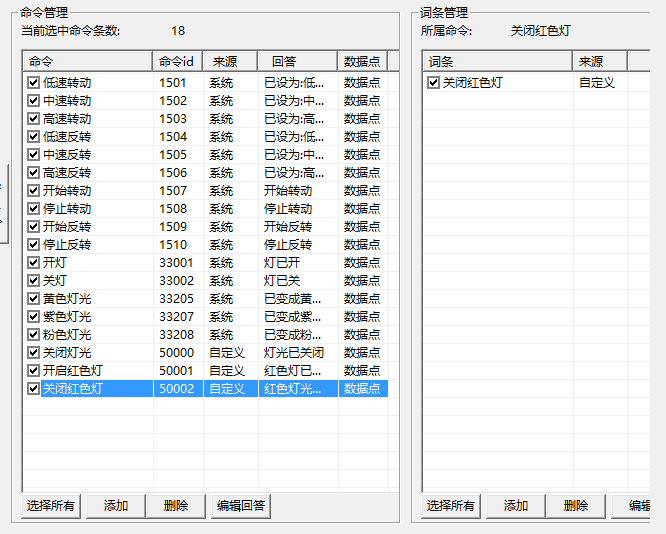 命令管理
当前选中命令条数: 18
命令 命令id 来源 回答 数据点
低速转动 1501 系统 已设为:低... 数据点
中速转动 1502 系统 已设为:中... 数据点
高速转动 1503 系统 已设为:高... 数据点
低速反转 1504 系统 已设为:低... 数据点
中速反转 1505 系统 已设为:中... 数据点
高速反转 1506 系统 已设为:高... 数据点
开始转动 1507 系统 开始转动 数据点
停止转动 1508 系统 停止转动 数据点
开始反转 1509 系统 开始反转 数据点
停止反转 1510 系统 停止反转 数据点
开灯 33001 系统 灯已开 数据点
关灯 33002 系统 灯已关 数据点
黄色灯光 33205 系统 已变成黄... 数据点
紫色灯光 33207 系统 已变成紫... 数据点
粉色灯光 33208 系统 已变成粉... 数据点
关闭灯光 50000 自定义 灯光已关闭 数据点
开启红色灯 50001 自定义 红色灯已... 数据点
关闭红色灯 50002 自定义 红色灯光... 数据点
选择所有 添加 删除 编辑回答
词条管理
所属命令: 关闭红色灯
词条 来源
关闭红色灯 自定义
选择所有 添加 删除